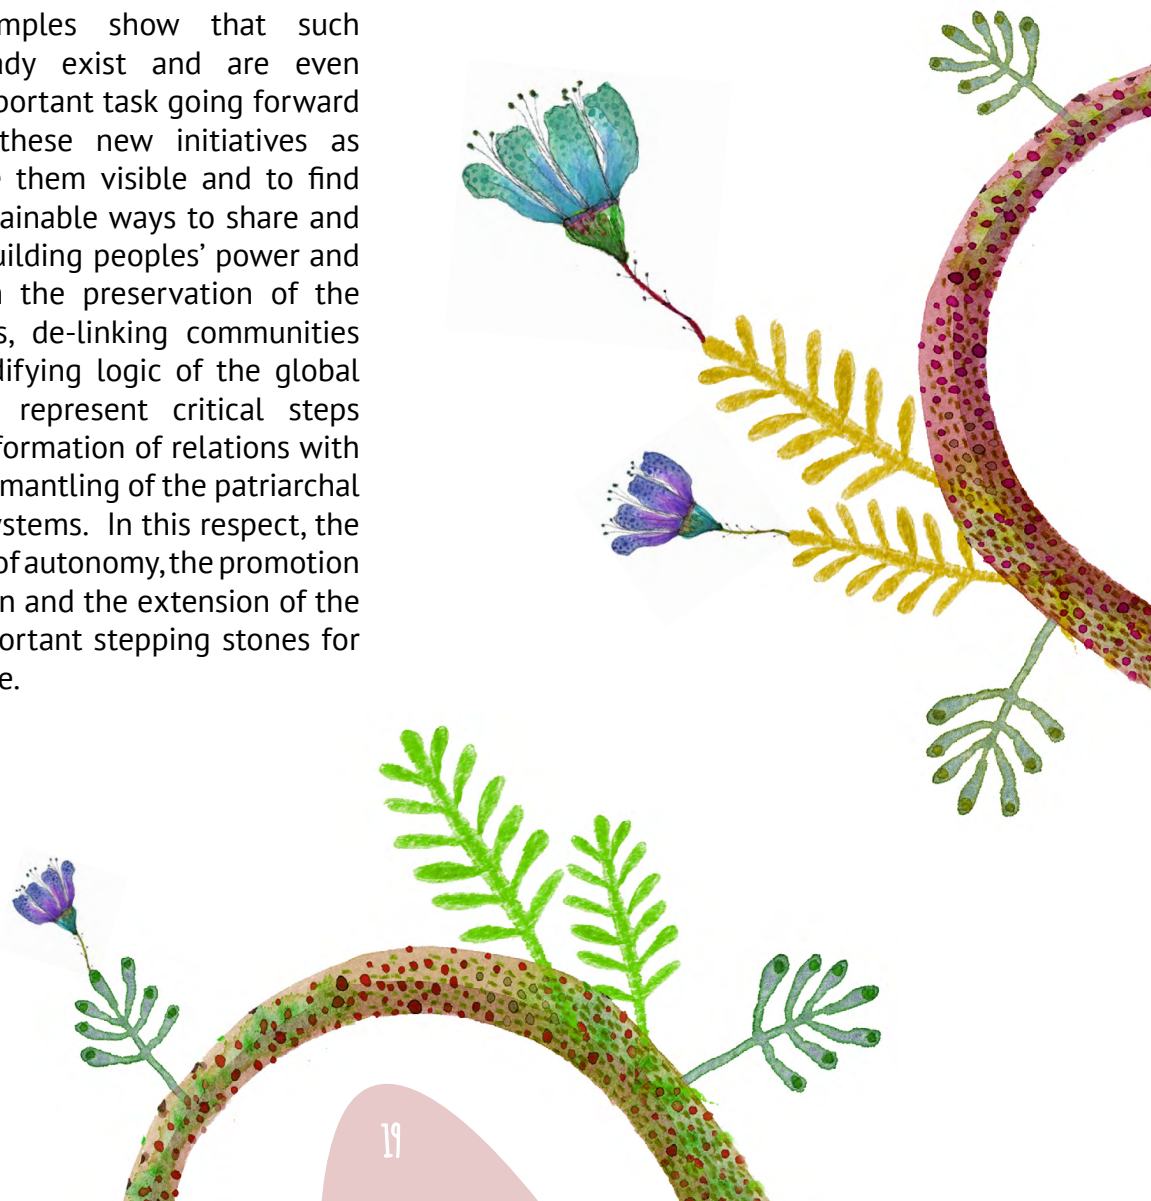 mples show that such
ady exist and are even
portant task going forward
these new initiatives as
them visible and to find
ainable ways to share and
uilding peoples’ power and
the preservation of the
s, de-linking communities
difying logic of the global
represent critical steps
formation of relations with
mantling of the patriarchal
ystems. In this respect, the
of autonomy, the promotion
n and the extension of the
portant stepping stones for
e.
19